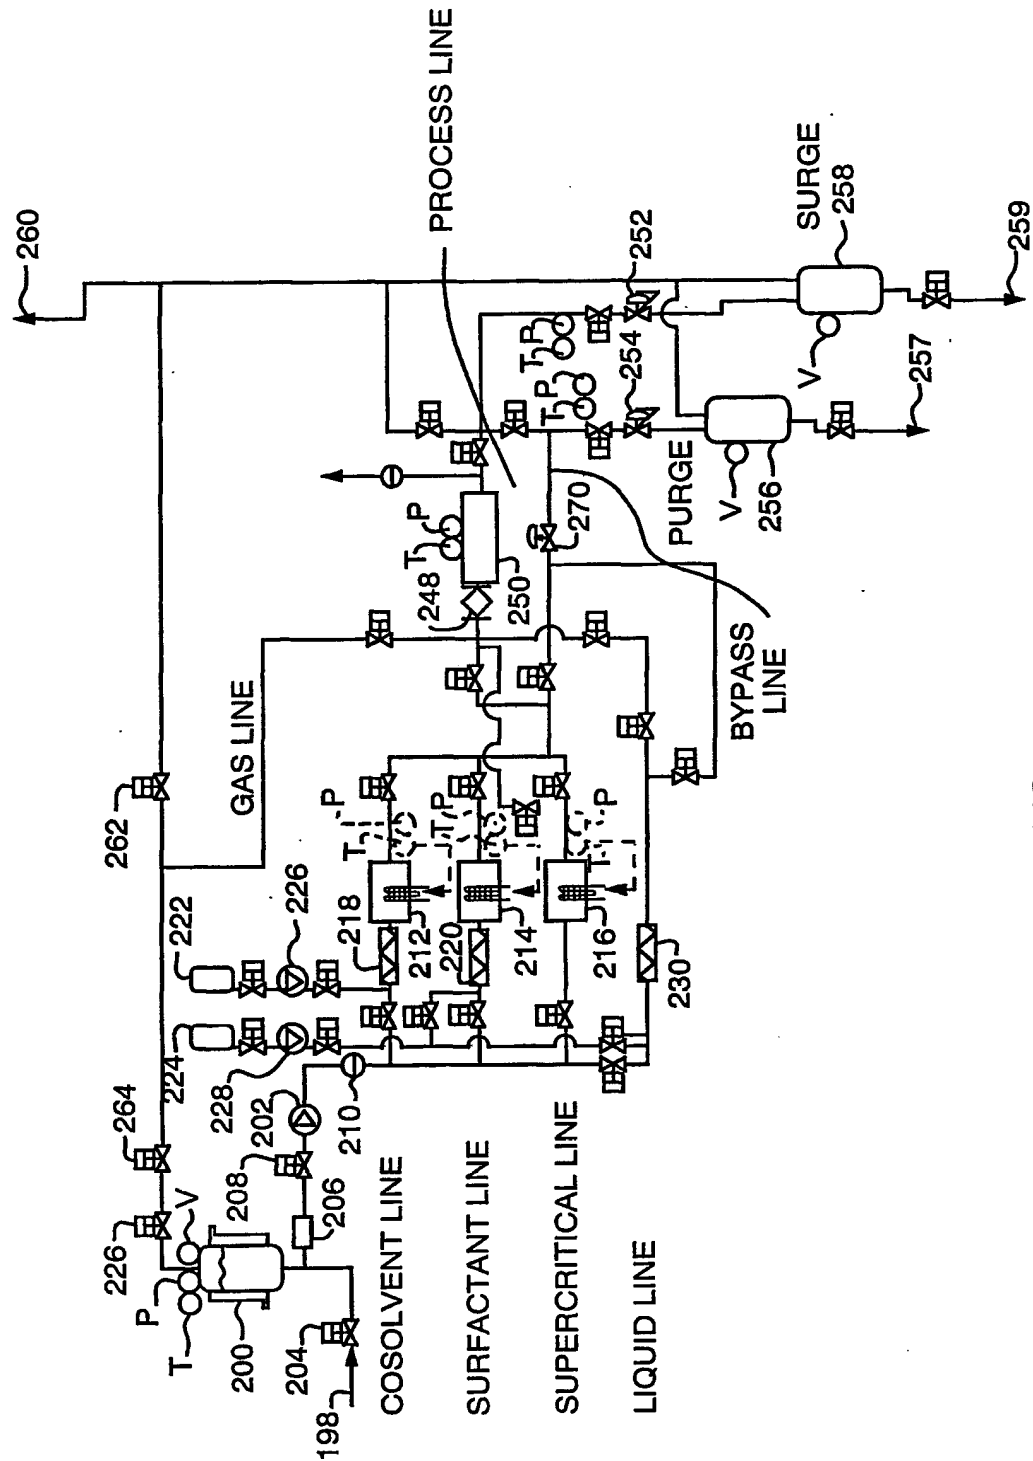 260
226
264
262
P
T
V
224
222
200
208
228
GAS LINE
202
226
204
198
206
210
218
T
P
COSOLVENT LINE
212
T
P
248
T
P
PROCESS LINE
220
SURFACTANT LINE
214
250
T
P
T
P
SUPERCRITICAL LINE
216
T
P
270
254
252
LIQUID LINE
230
PURGE
BYPASS
LINE
V
256
V
SURGE
258
257
259